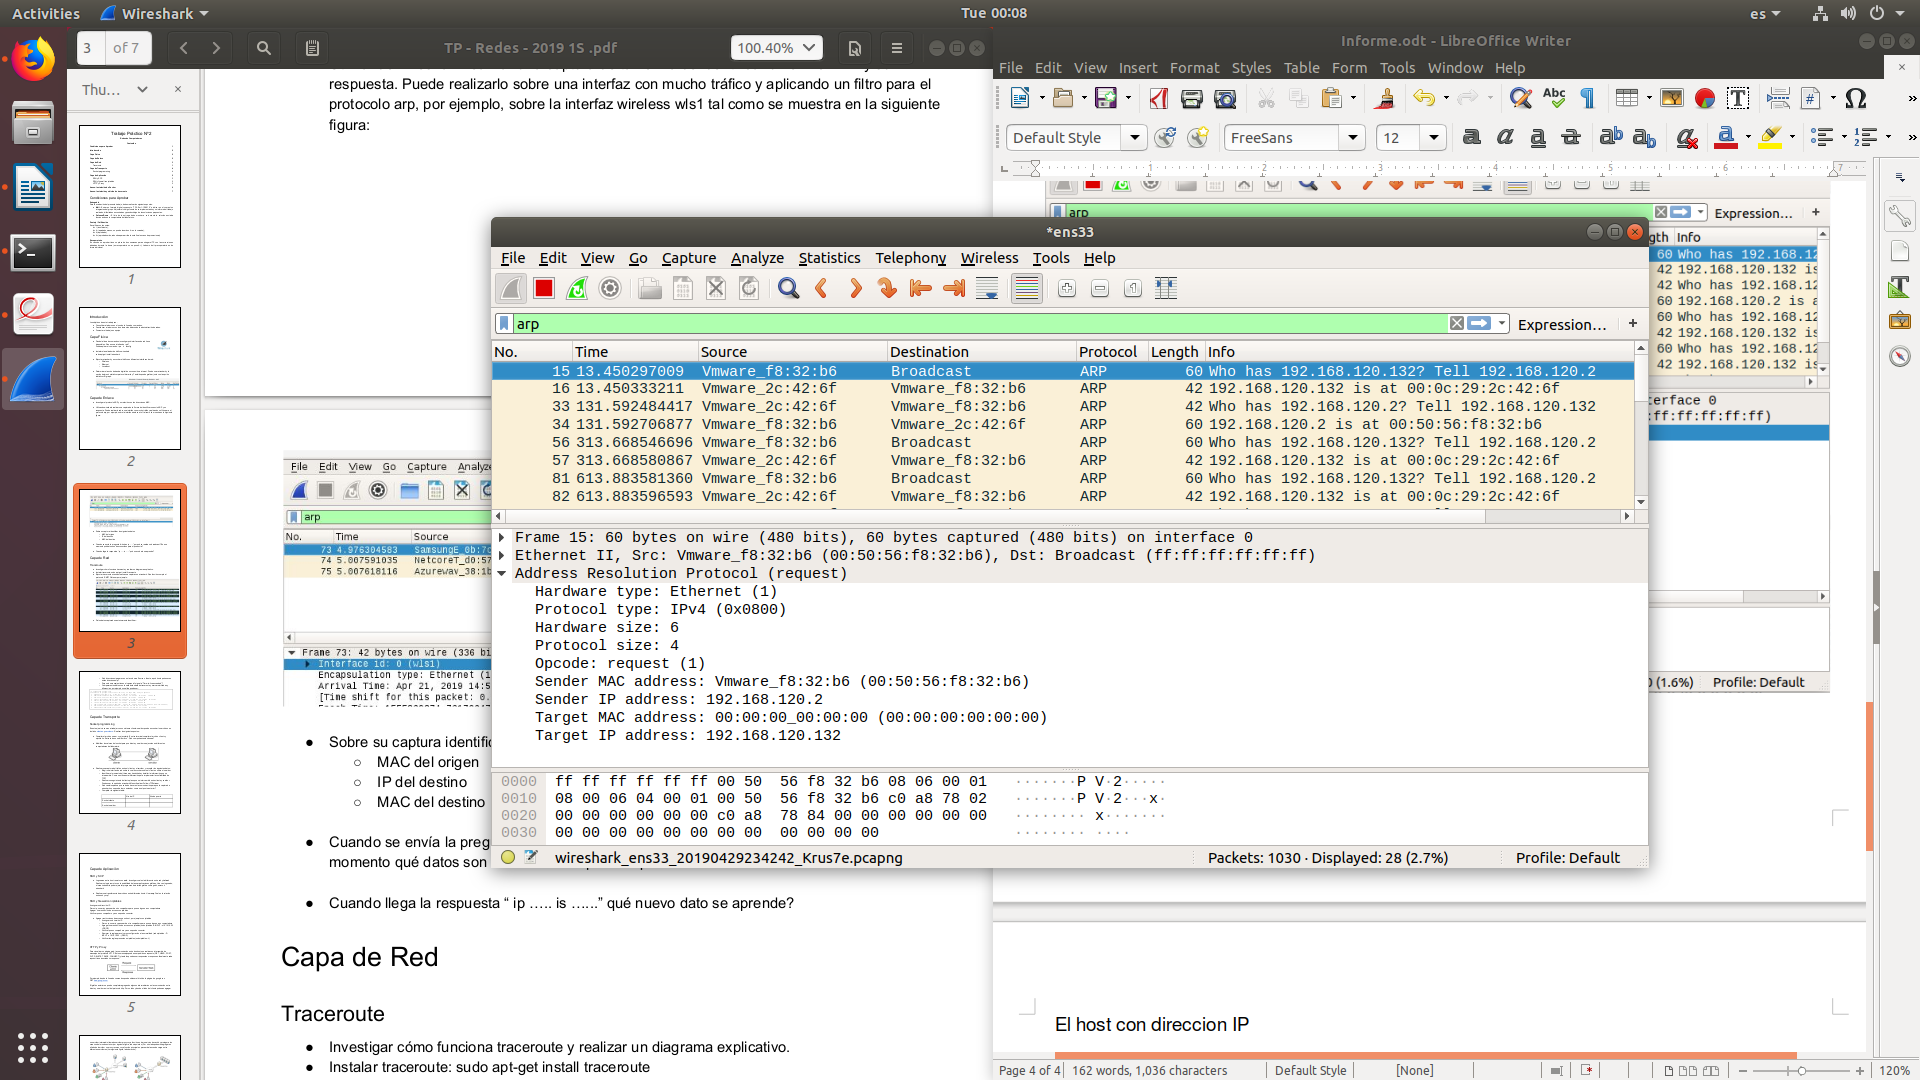 Activities Wireshark Tue 00:08 es
3 of 7 TP - Redes - 2019 1S .pdf 100.40%
Thu...
1
2
3
4
5
respuesta. Puede realizarlo sobre una interfaz con mucho tráfico y aplicando un filtro para el
protocolo arp, por ejemplo, sobre la interfaz wireless wls1 tal como se muestra en la siguiente
figura:
File Edit View Go Capture Analyze
arp
No. Time Source
73 4.976304583 SamsungE_0b:7c
74 5.007591035 NetcoreT_d0:57
75 5.007618116 Azurewav_38:1b
Frame 73: 42 bytes on wire (336 bi
Interface id: 0 (wls1)
Encapsulation type: Ethernet (1
Arrival Time: Apr 21, 2019 14:5
[Time shift for this packet: 0.
● Sobre su captura identific
○ MAC del origen
○ IP del destino
○ MAC del destino
● Cuando se envía la preg
momento qué datos son
● Cuando llega la respuesta “ ip ….. is …...” qué nuevo dato se aprende?
Capa de Red
Traceroute
● Investigar cómo funciona traceroute y realizar un diagrama explicativo.
● Instalar traceroute: sudo apt-get install traceroute
Informe.odt - LibreOffice Writer
File Edit View Insert Format Styles Table Form Tools Window Help
Default Style FreeSans 12
1 2 3 4 5 6 7
arp Expression... +
gth Info
60 Who has 192.168.12
42 192.168.120.132 is
42 Who has 192.168.12
60 192.168.120.2 is a
60 Who has 192.168.12
42 192.168.120.132 is
60 Who has 192.168.12
42 192.168.120.132 is
terface 0
:ff:ff:ff:ff:ff)
0 (1.6%) Profile: Default
El host con direccion IP
Page 4 of 4 162 words, 1,036 characters Default Style [None] 120%
*ens33
File Edit View Go Capture Analyze Statistics Telephony Wireless Tools Help
arp Expression... +
No. Time Source Destination Protocol Length Info
15 13.450297009 Vmware_f8:32:b6 Broadcast ARP 60 Who has 192.168.120.132? Tell 192.168.120.2
16 13.450333211 Vmware_2c:42:6f Vmware_f8:32:b6 ARP 42 192.168.120.132 is at 00:0c:29:2c:42:6f
33 131.592484417 Vmware_2c:42:6f Vmware_f8:32:b6 ARP 42 Who has 192.168.120.2? Tell 192.168.120.132
34 131.592706877 Vmware_f8:32:b6 Vmware_2c:42:6f ARP 60 192.168.120.2 is at 00:50:56:f8:32:b6
56 313.668546696 Vmware_f8:32:b6 Broadcast ARP 60 Who has 192.168.120.132? Tell 192.168.120.2
57 313.668580867 Vmware_2c:42:6f Vmware_f8:32:b6 ARP 42 192.168.120.132 is at 00:0c:29:2c:42:6f
81 613.883581360 Vmware_f8:32:b6 Broadcast ARP 60 Who has 192.168.120.132? Tell 192.168.120.2
82 613.883596593 Vmware_2c:42:6f Vmware_f8:32:b6 ARP 42 192.168.120.132 is at 00:0c:29:2c:42:6f
Frame 15: 60 bytes on wire (480 bits), 60 bytes captured (480 bits) on interface 0
Ethernet II, Src: Vmware_f8:32:b6 (00:50:56:f8:32:b6), Dst: Broadcast (ff:ff:ff:ff:ff:ff)
Address Resolution Protocol (request)
Hardware type: Ethernet (1)
Protocol type: IPv4 (0x0800)
Hardware size: 6
Protocol size: 4
Opcode: request (1)
Sender MAC address: Vmware_f8:32:b6 (00:50:56:f8:32:b6)
Sender IP address: 192.168.120.2
Target MAC address: 00:00:00_00:00:00 (00:00:00:00:00:00)
Target IP address: 192.168.120.132
0000 ff ff ff ff ff ff 00 50 56 f8 32 b6 08 06 00 01 ·······P V·2·····
0010 08 00 06 04 00 01 00 50 56 f8 32 b6 c0 a8 78 02 ·······P V·2···x·
0020 00 00 00 00 00 00 c0 a8 78 84 00 00 00 00 00 00 ········ x·······
0030 00 00 00 00 00 00 00 00 00 00 00 00 ········ ····
wireshark_ens33_20190429234242_Krus7e.pcapng Packets: 1030 · Displayed: 28 (2.7%) Profile: Default